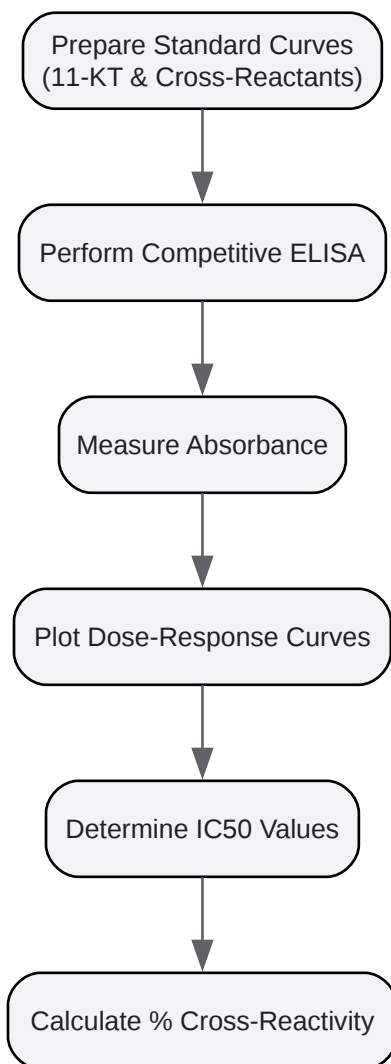 Prepare Standard Curves
(11-KT & Cross-Reactants)
Perform Competitive ELISA
Measure Absorbance
Plot Dose-Response Curves
Determine IC50 Values
Calculate % Cross-Reactivity